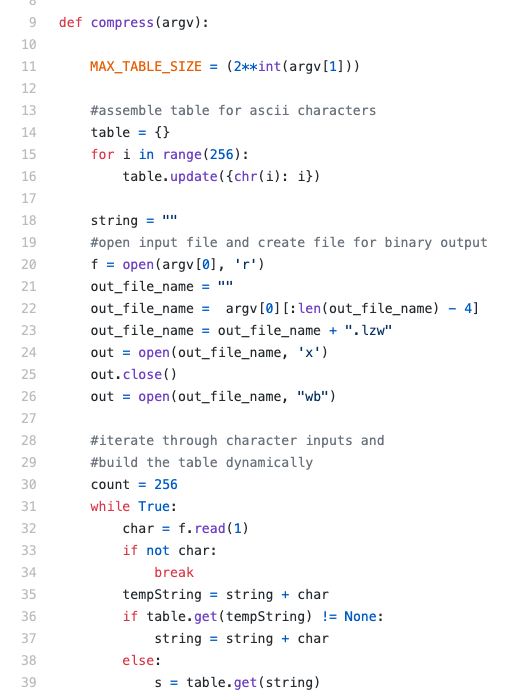 8
9 def compress(argv):
10
11 MAX_TABLE_SIZE = (2**int(argv[1]))
12
13 #assemble table for ascii characters
14 table = {}
15 for i in range(256):
16 table.update({chr(i): i})
17
18 string = ""
19 #open input file and create file for binary output
20 f = open(argv[0], 'r')
21 out_file_name = ""
22 out_file_name =  argv[0][:len(out_file_name) - 4]
23 out_file_name = out_file_name + ".lzw"
24 out = open(out_file_name, 'x')
25 out.close()
26 out = open(out_file_name, "wb")
27
28 #iterate through character inputs and
29 #build the table dynamically
30 count = 256
31 while True:
32 char = f.read(1)
33 if not char:
34 break
35 tempString = string + char
36 if table.get(tempString) != None:
37 string = string + char
38 else:
39 s = table.get(string)